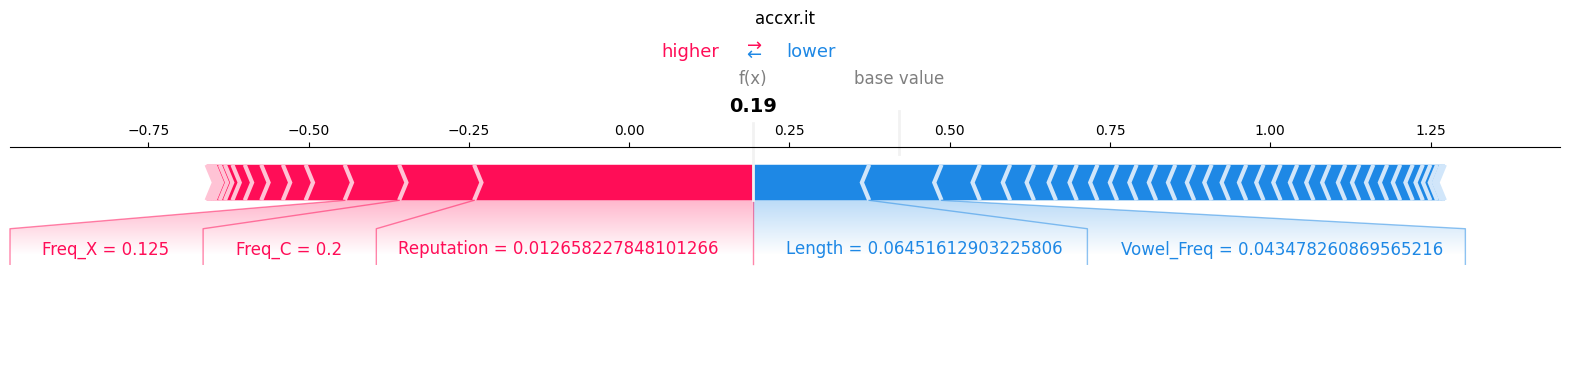 accxr.it
higher ⇄ lower
f(x) base value
0.19
−0.75 −0.50 −0.25 0.00 0.25 0.50 0.75 1.00 1.25
Freq_X = 0.125 Freq_C = 0.2 Reputation = 0.012658227848101266 Length = 0.06451612903225806 Vowel_Freq = 0.043478260869565216